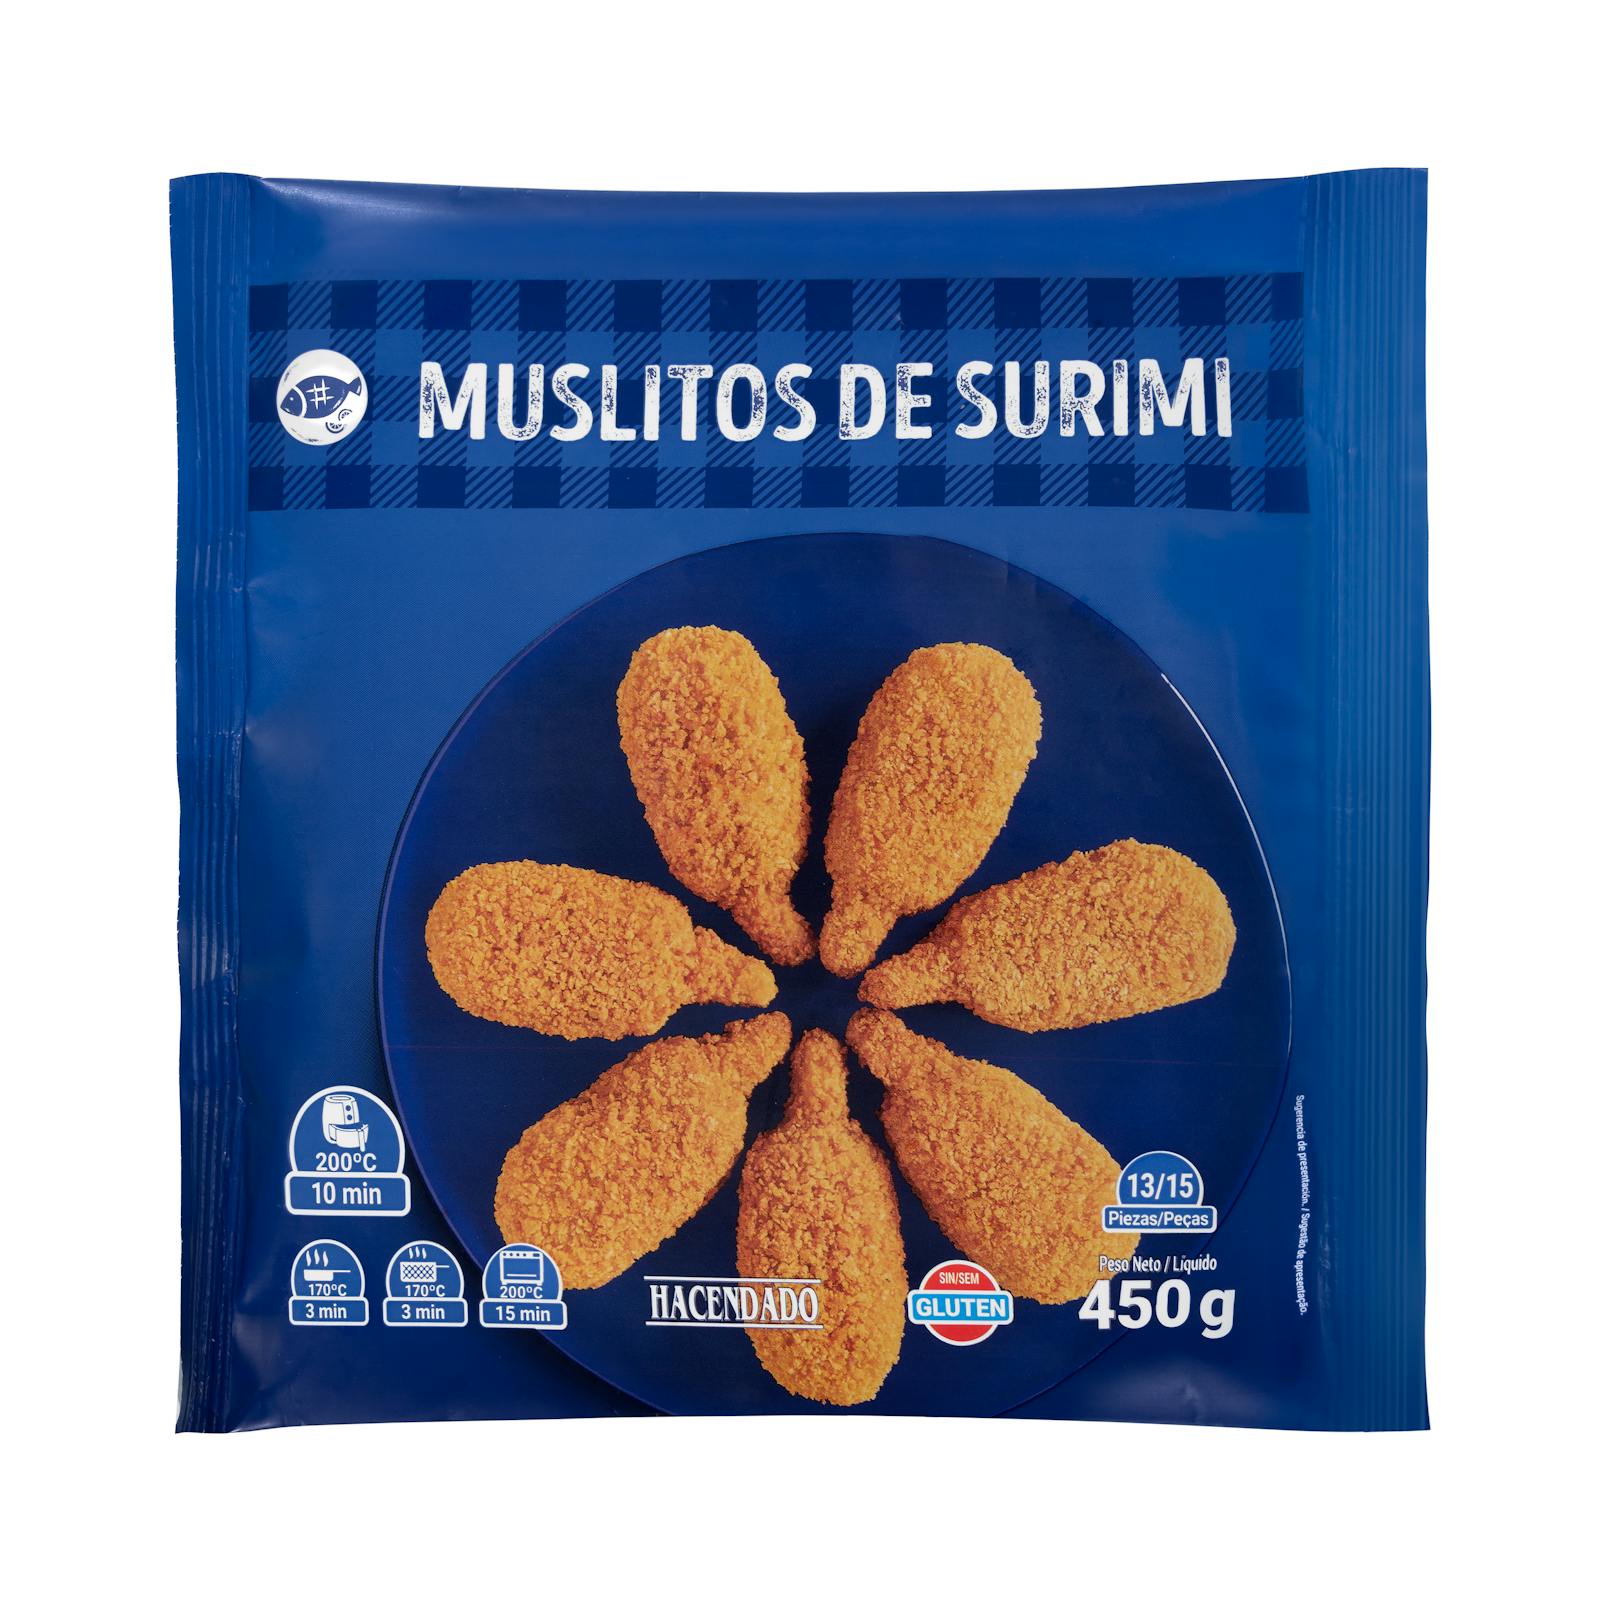 MUSLITOS DE SURIMI
200ºC
10 min
170ºC
3 min
170ºC
3 min
200ºC
15 min
HACENDADO
SIN/SEM
GLUTEN
13/15
Piezas/Peças
Peso Neto / Líquido
450 g
Sugerencia de presentación. / Sugestão de apresentação.